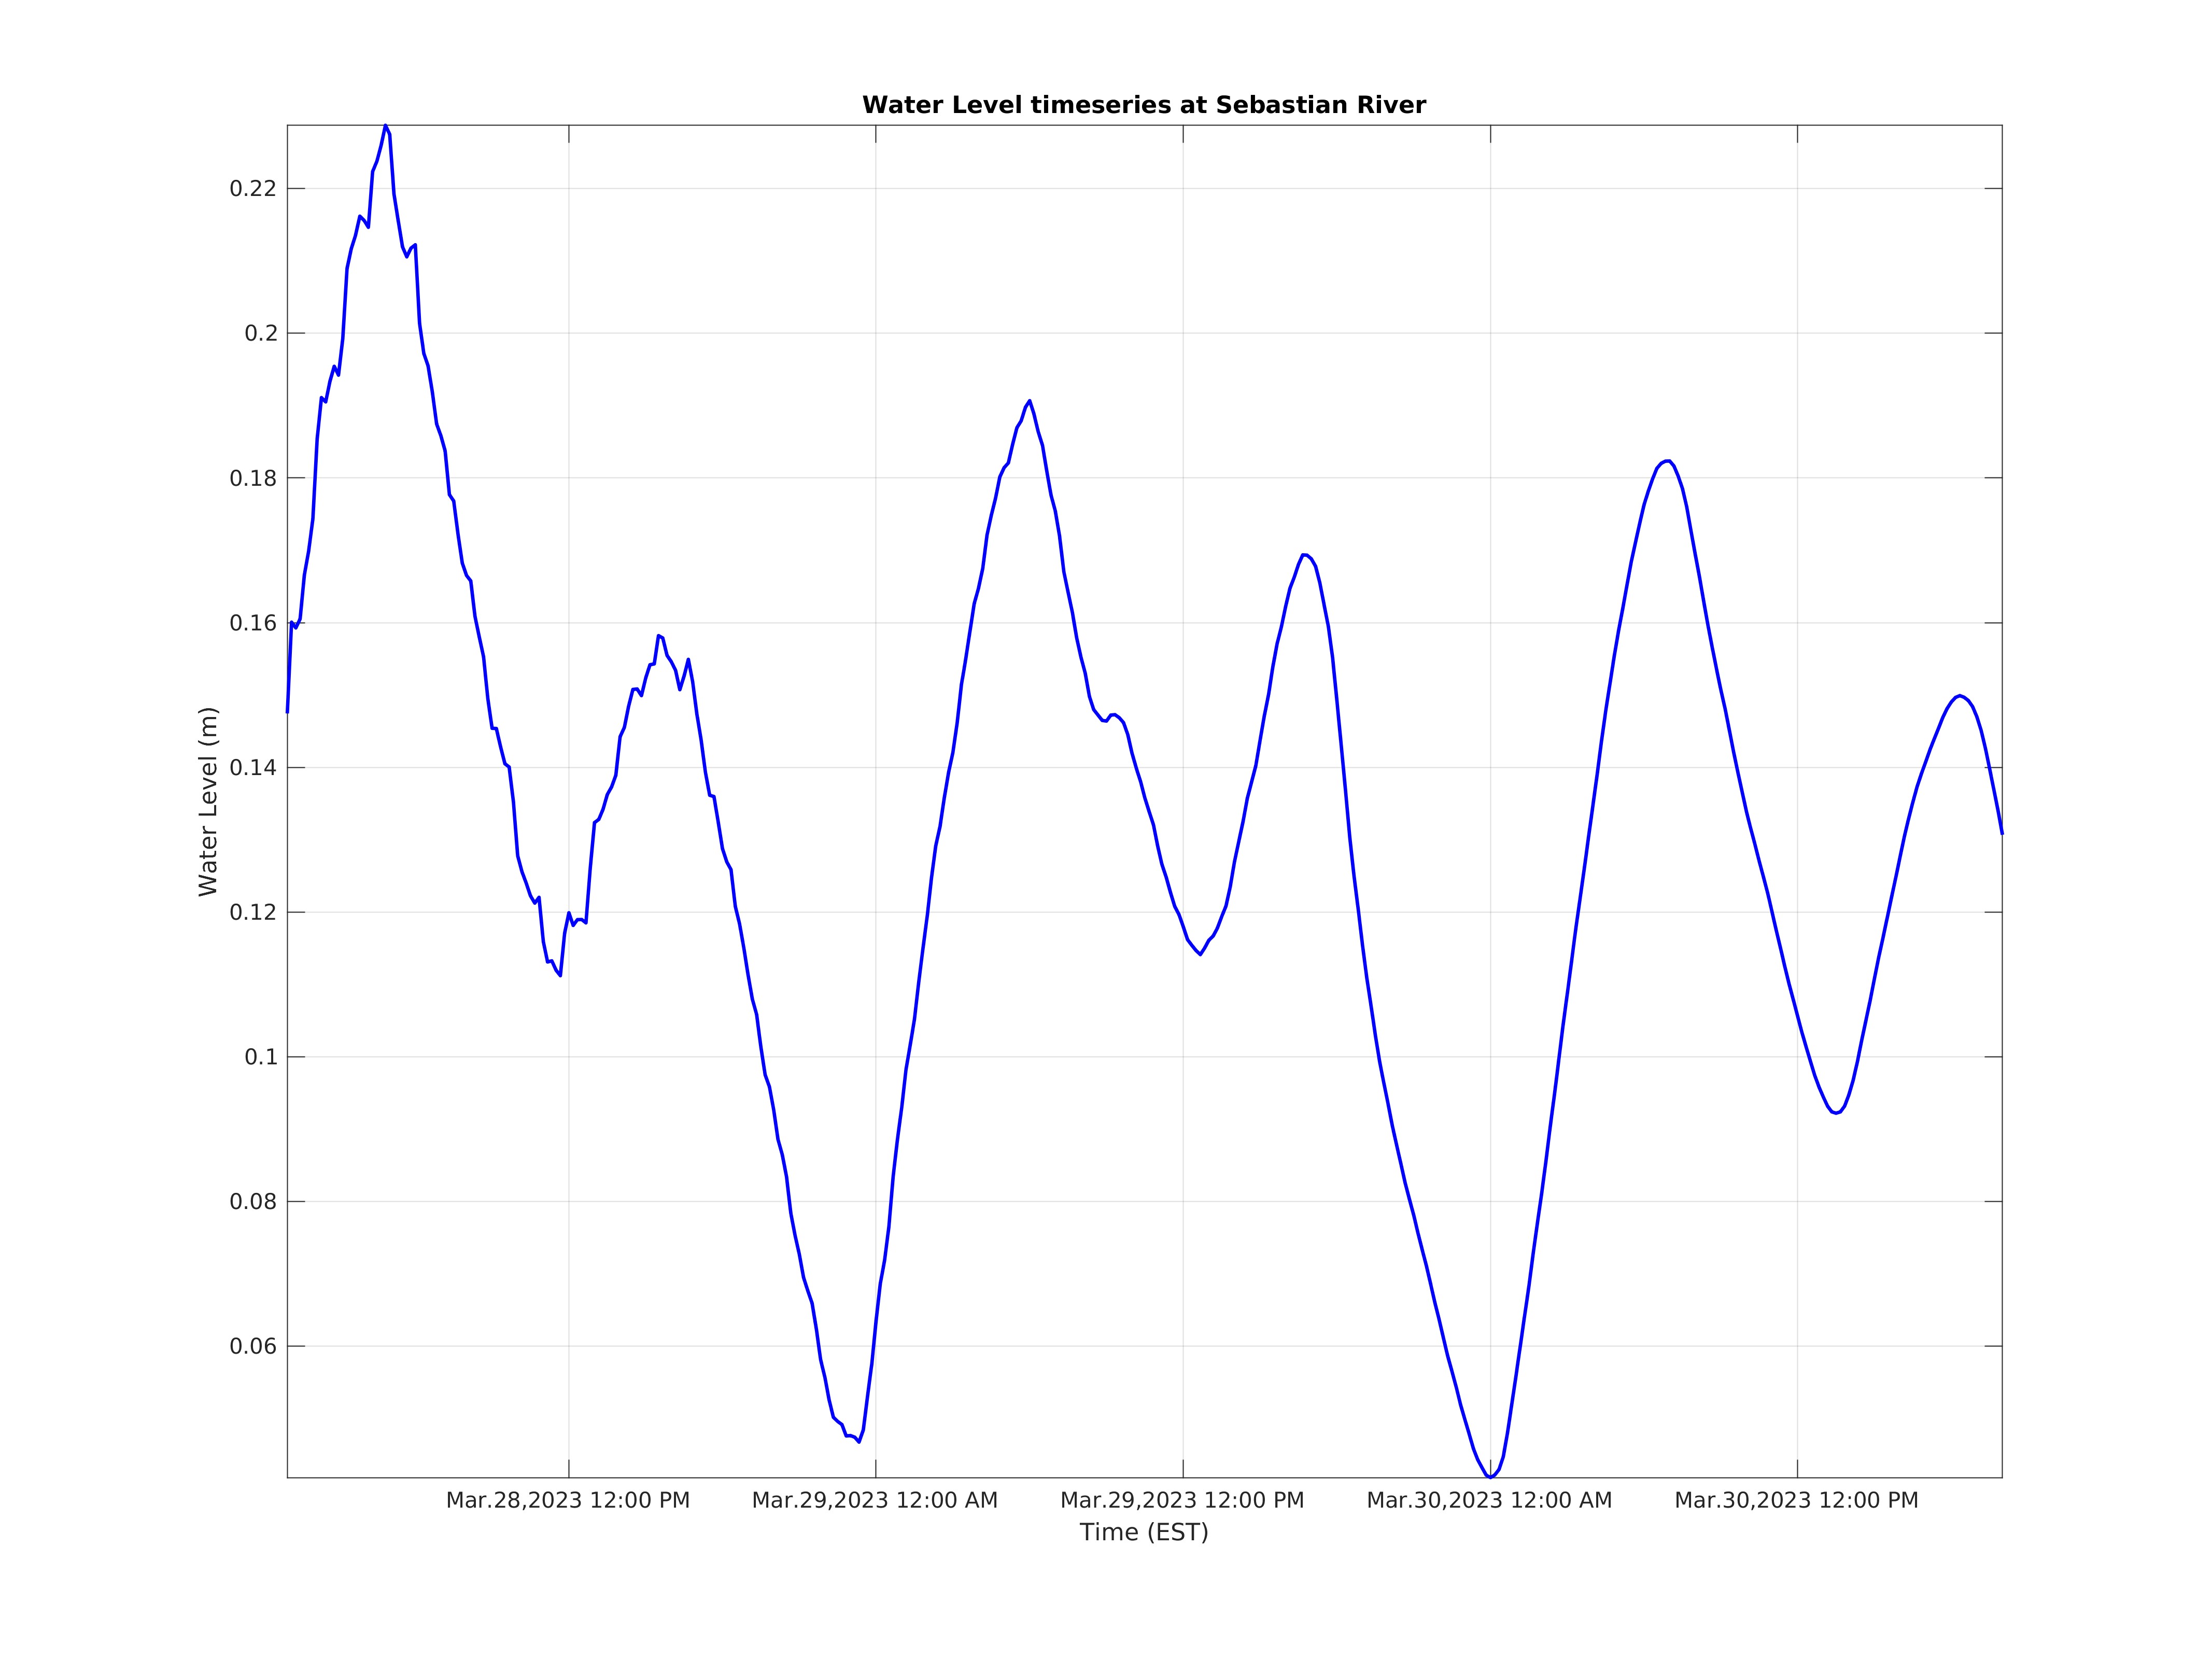 Water Level timeseries at Sebastian River
0.22
0.2
0.18
0.16
0.14
0.12
0.1
0.08
0.06
Water Level (m)
Mar.28,2023 12:00 PM
Mar.29,2023 12:00 AM
Mar.29,2023 12:00 PM
Mar.30,2023 12:00 AM
Mar.30,2023 12:00 PM
Time (EST)